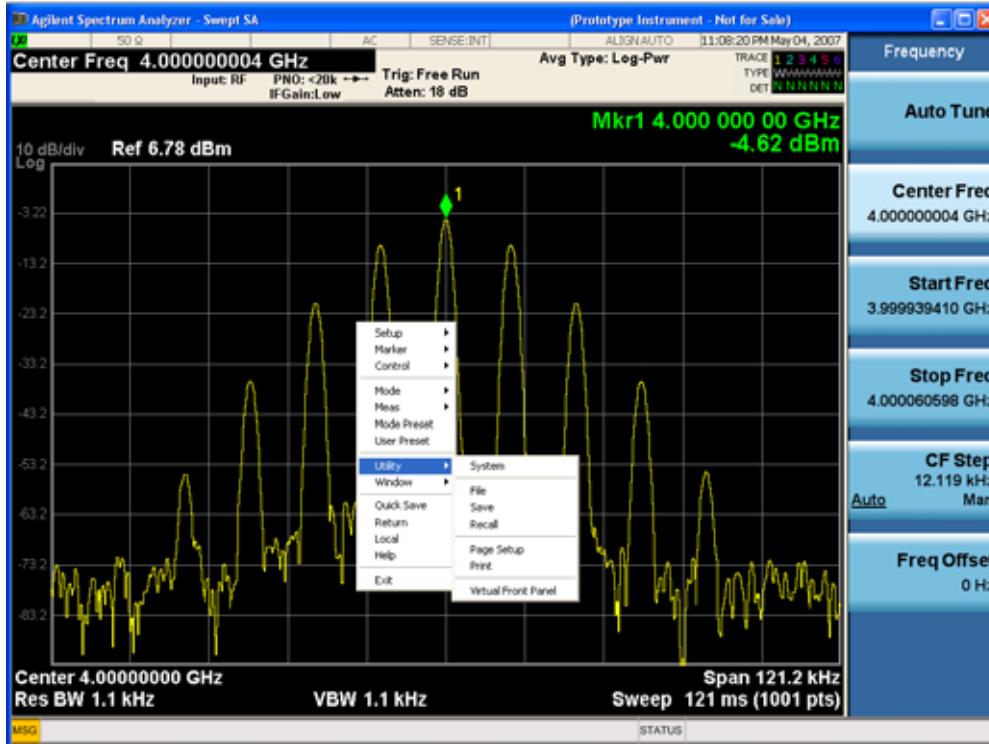 Agilent Spectrum Analyzer - Swept SA (Prototype Instrument - Not for Sale)
50 Ω AC SENSE:INT ALIGN AUTO 11:08:20 PM May 04, 2007
Center Freq 4.000000004 GHz
Input: RF PNO: <20k Trig: Free Run Avg Type: Log-Pwr TRACE 1 2 3 4 5 6
IFGain:Low Atten: 18 dB TYPE
DET N N N N N N
Mkr1 4.000 000 00 GHz
-4.62 dBm
10 dB/div Ref 6.78 dBm
Log
1
-3.22
-13.2
-23.2
-33.2
-43.2
-53.2
-63.2
-73.2
-83.2
Setup
Marker
Control
Mode
Meas
Mode Preset
User Preset
Utility
Window
Quick Save
Return
Local
Help
Exit
System
File
Save
Recall
Page Setup
Print
Virtual Front Panel
Center 4.00000000 GHz Span 121.2 kHz
Res BW 1.1 kHz VBW 1.1 kHz Sweep 121 ms (1001 pts)
MSG STATUS
Frequency
Auto Tune
Center Freq
4.000000004 GHz
Start Freq
3.999939410 GHz
Stop Freq
4.000060598 GHz
CF Step
12.119 kHz
Auto Man
Freq Offset
0 Hz